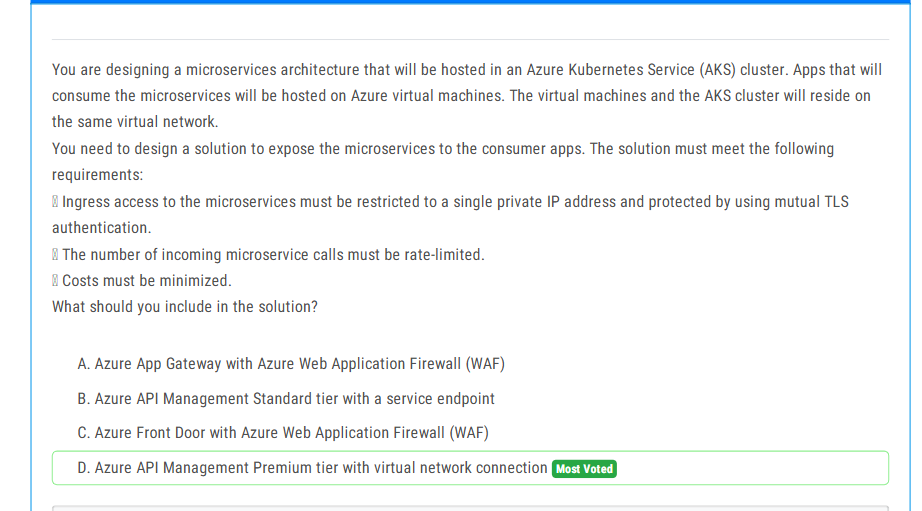 You are designing a microservices architecture that will be hosted in an Azure Kubernetes Service (AKS) cluster. Apps that will
consume the microservices will be hosted on Azure virtual machines. The virtual machines and the AKS cluster will reside on
the same virtual network.
You need to design a solution to expose the microservices to the consumer apps. The solution must meet the following
requirements:
Ingress access to the microservices must be restricted to a single private IP address and protected by using mutual TLS
authentication.
The number of incoming microservice calls must be rate-limited.
Costs must be minimized.
What should you include in the solution?
A. Azure App Gateway with Azure Web Application Firewall (WAF)
B. Azure API Management Standard tier with a service endpoint
C. Azure Front Door with Azure Web Application Firewall (WAF)
D. Azure API Management Premium tier with virtual network connection Most Voted